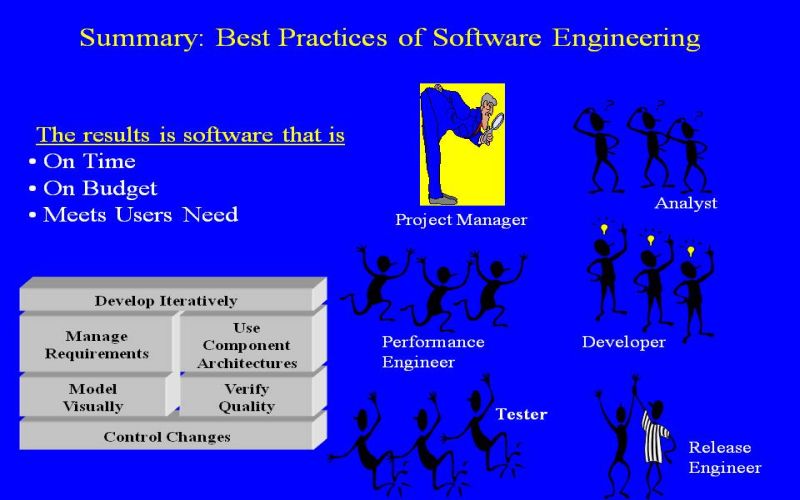 Summary: Best Practices of Software Engineering
The results is software that is
• On Time
• On Budget
• Meets Users Need
Project Manager
?
?
?
Analyst
Develop Iteratively
Manage
Requirements
Use
Component
Architectures
Model
Visually
Verify
Quality
Control Changes
Performance
Engineer
Developer
Tester
Release
Engineer